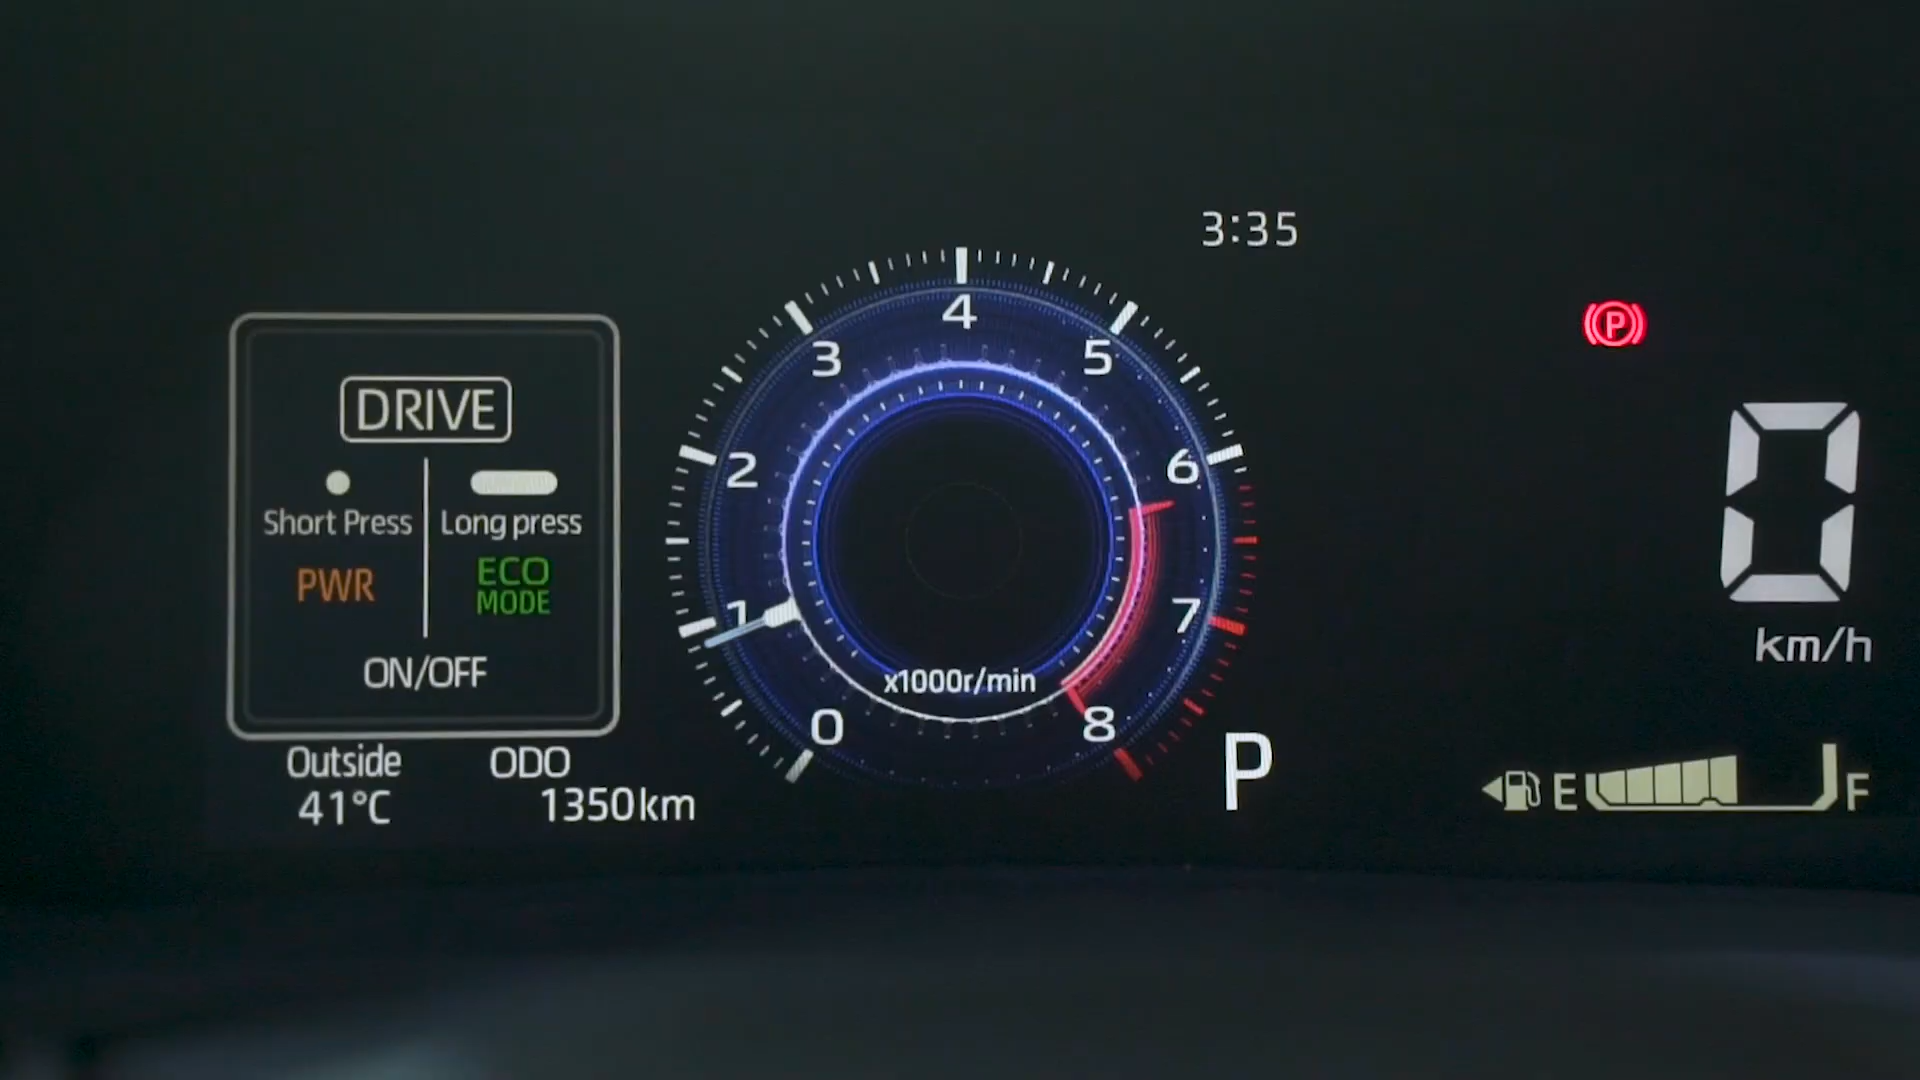 3:35
DRIVE
Short Press
Long press
PWR
ECO
MODE
ON/OFF
Outside
41°C
ODO
1350km
0
1
2
3
4
5
6
7
8
x1000r/min
P
P
0
km/h
E
F